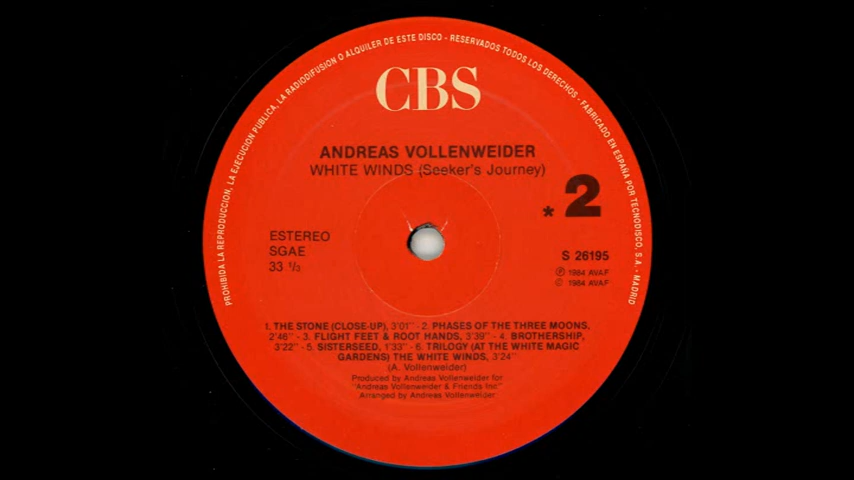 PROHIBIDA LA REPRODUCCION, LA EJECUCION PUBLICA, LA RADIODIFUSION O ALQUILER DE ESTE DISCO - RESERVADOS TODOS LOS DERECHOS - FABRICADO EN ESPAÑA POR TECNODISCO, S.A. - MADRID
CBS
ANDREAS VOLLENWEIDER
WHITE WINDS (Seeker's Journey)
* 2
ESTEREO
SGAE
33 1/3
S 26195
Ⓟ 1984 AVAF
© 1984 AVAF
1. THE STONE (CLOSE-UP), 3'01" - 2. PHASES OF THE THREE MOONS,
2'46" - 3. FLIGHT FEET & ROOT HANDS, 3'39" - 4. BROTHERSHIP,
3'22" - 5. SISTERSEED, 1'33" - 6. TRILOGY (AT THE WHITE MAGIC
GARDENS) THE WHITE WINDS, 3'24"
(A. Vollenweider)
Produced by Andreas Vollenweider for
"Andreas Vollenweider & Friends Inc."
Arranged by Andreas Vollenweider